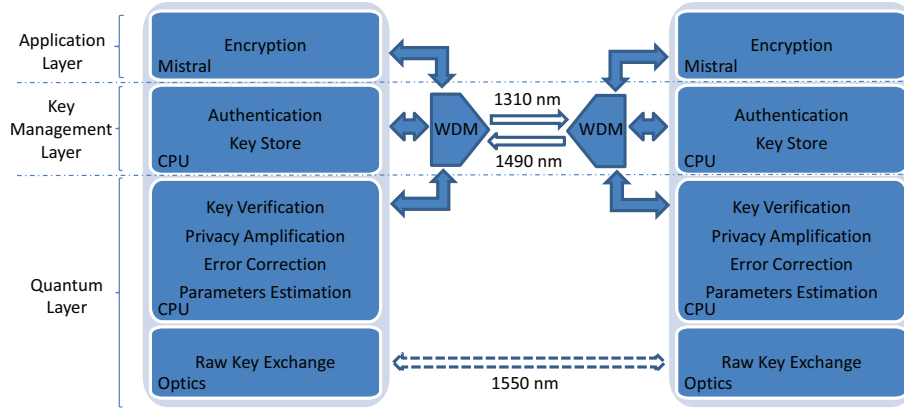 Application
Layer
Encryption
Mistral
Encryption
Mistral
Key
Management
Layer
Authentication
Key Store
CPU
WDM
1310 nm
1490 nm
WDM
Authentication
Key Store
CPU
Quantum
Layer
Key Verification
Privacy Amplification
Error Correction
Parameters Estimation
CPU
Key Verification
Privacy Amplification
Error Correction
Parameters Estimation
CPU
Raw Key Exchange
Optics
1550 nm
Raw Key Exchange
Optics